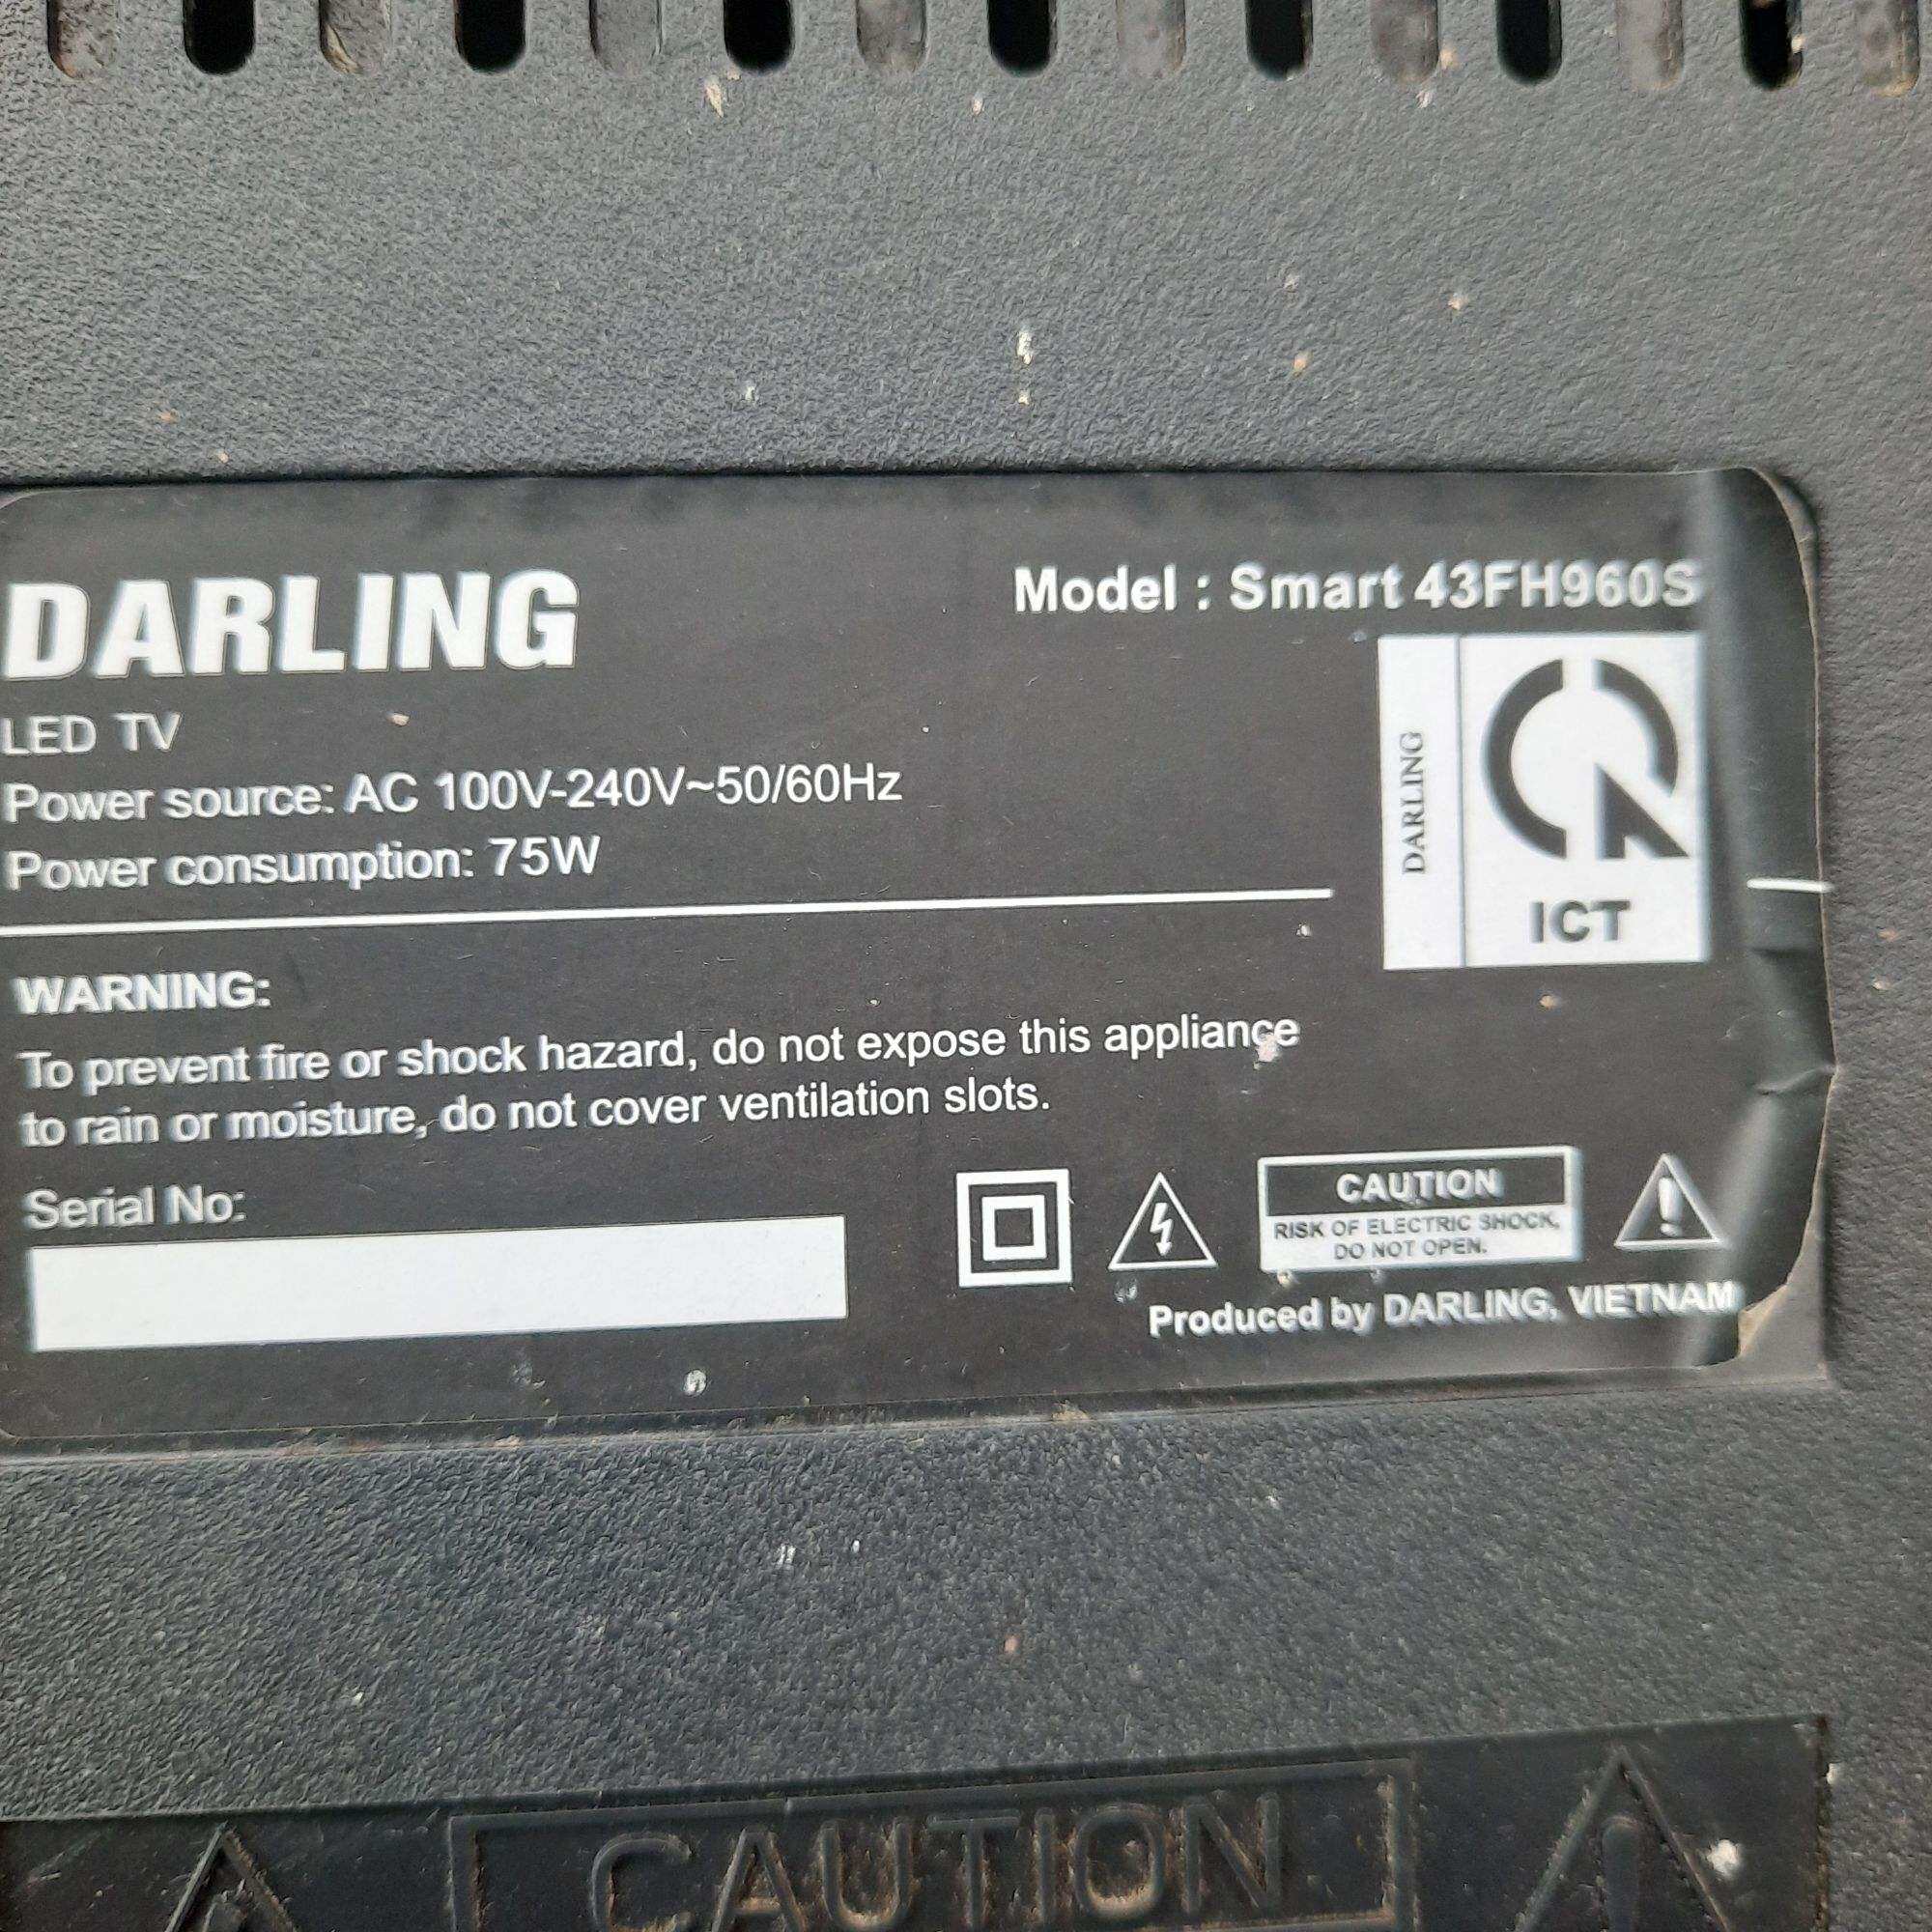 DARLING
Model : Smart 43FH960S
LED TV
Power source: AC 100V-240V~50/60Hz
Power consumption: 75W
DARLING
ICT
WARNING:
To prevent fire or shock hazard, do not expose this appliance
to rain or moisture, do not cover ventilation slots.
Serial No:
CAUTION
RISK OF ELECTRIC SHOCK,
DO NOT OPEN.
Produced by DARLING, VIETNAM
CAUTION